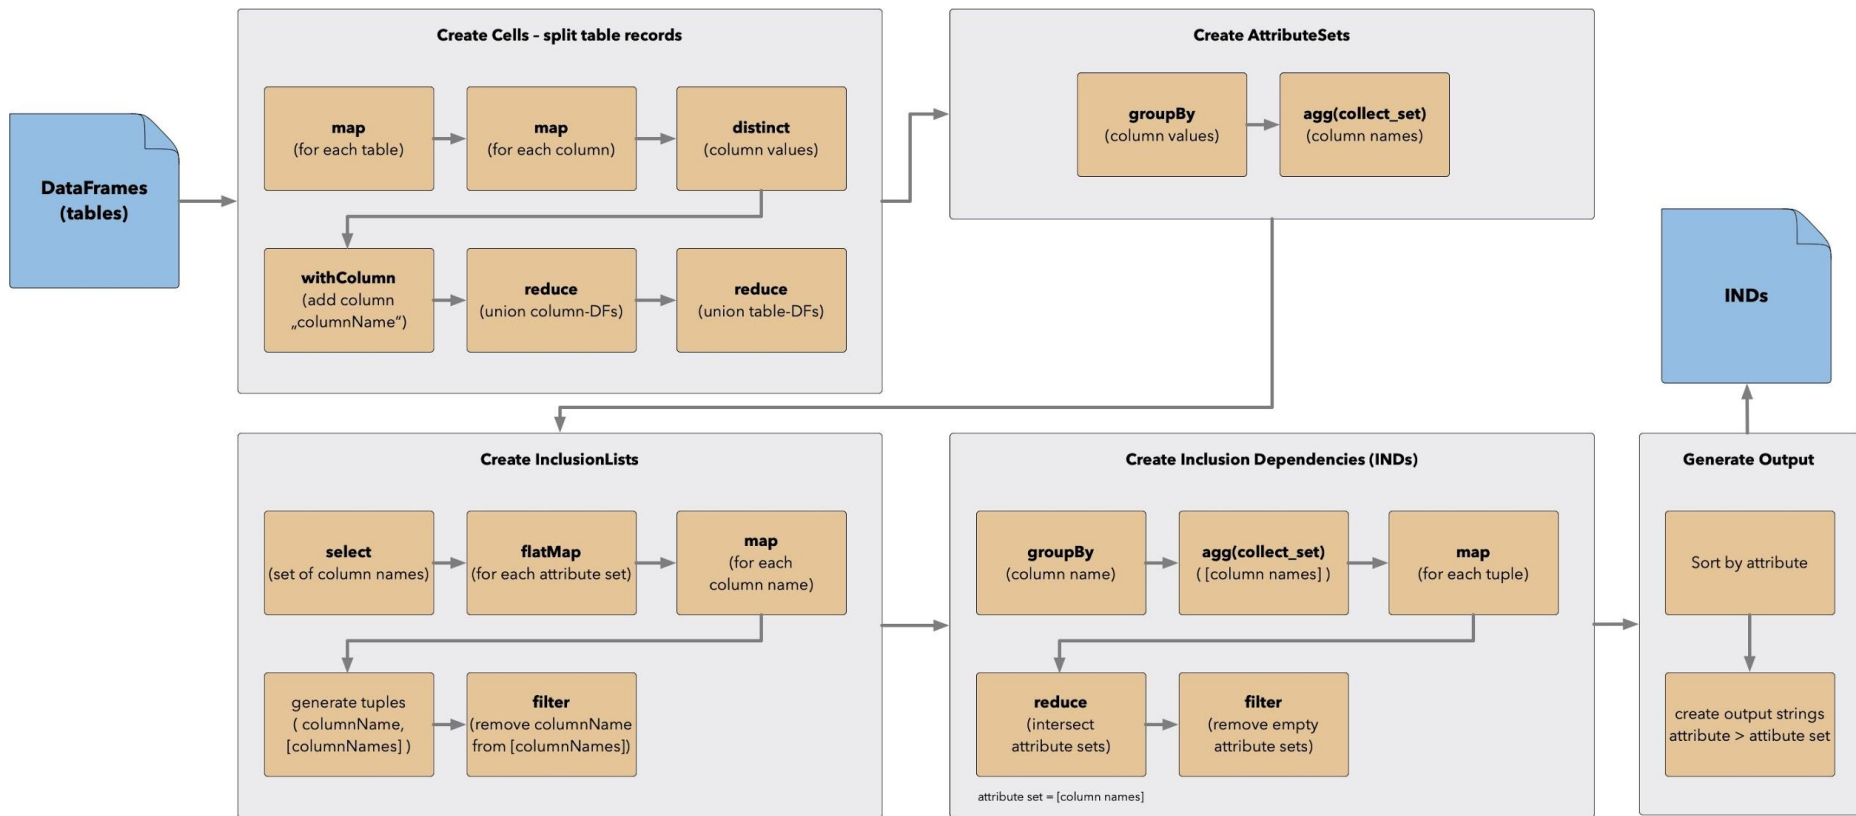 DataFrames
(tables)
Create Cells – split table records
map
(for each table)
map
(for each column)
distinct
(column values)
withColumn
(add column
„columnName“)
reduce
(union column-DFs)
reduce
(union table-DFs)
Create AttributeSets
groupBy
(column values)
agg(collect_set)
(column names)
Create InclusionLists
select
(set of column names)
flatMap
(for each attribute set)
map
(for each
column name)
generate tuples
( columnName,
[columnNames] )
filter
(remove columnName
from [columnNames])
Create Inclusion Dependencies (INDs)
groupBy
(column name)
agg(collect_set)
( [column names] )
map
(for each tuple)
reduce
(intersect
attribute sets)
filter
(remove empty
attribute sets)
attribute set = [column names]
Generate Output
Sort by attribute
create output strings
attribute > attibute set
INDs